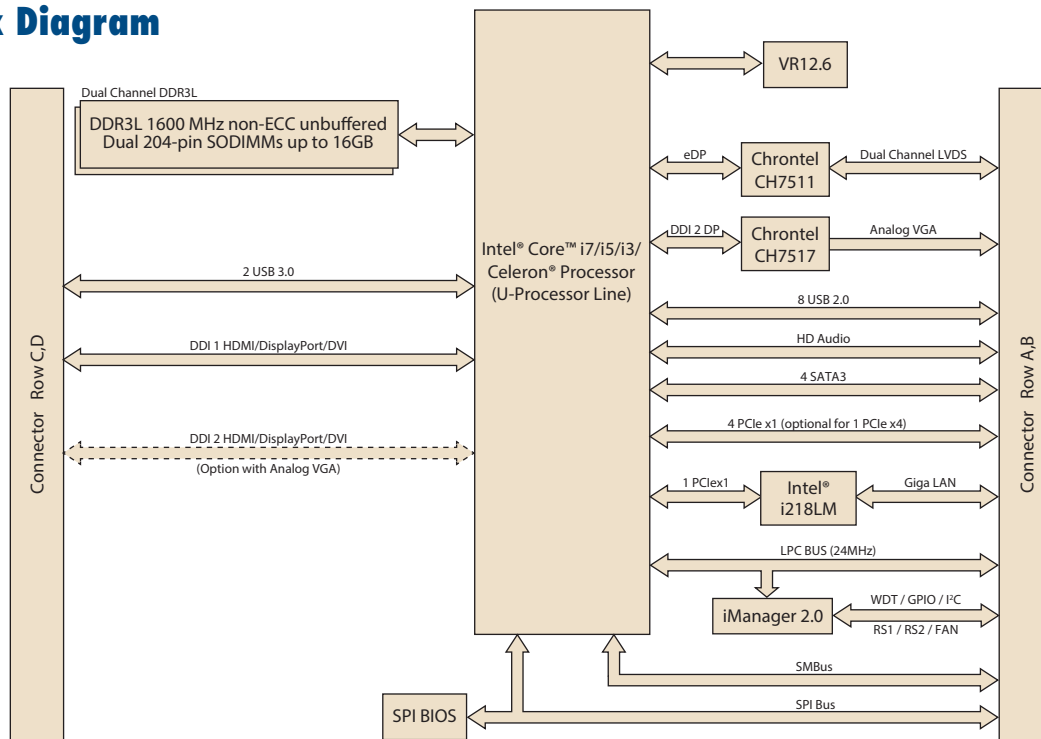 Diagram
Dual Channel DDR3L
DDR3L 1600 MHz non-ECC unbuffered
Dual 204-pin SODIMMs up to 16GB
Connector Row C,D
2 USB 3.0
DDI 1 HDMI/DisplayPort/DVI
DDI 2 HDMI/DisplayPort/DVI
(Option with Analog VGA)
Intel® Core™ i7/i5/i3/
Celeron® Processor
(U-Processor Line)
SPI BIOS
VR12.6
eDP
Chrontel
CH7511
Dual Channel LVDS
DDI 2 DP
Chrontel
CH7517
Analog VGA
8 USB 2.0
HD Audio
4 SATA3
4 PCIe x1 (optional for 1 PCIe x4)
1 PCIex1
Intel®
i218LM
Giga LAN
LPC BUS (24MHz)
iManager 2.0
WDT / GPIO / I²C
RS1 / RS2 / FAN
SMBus
SPI Bus
Connector Row A,B